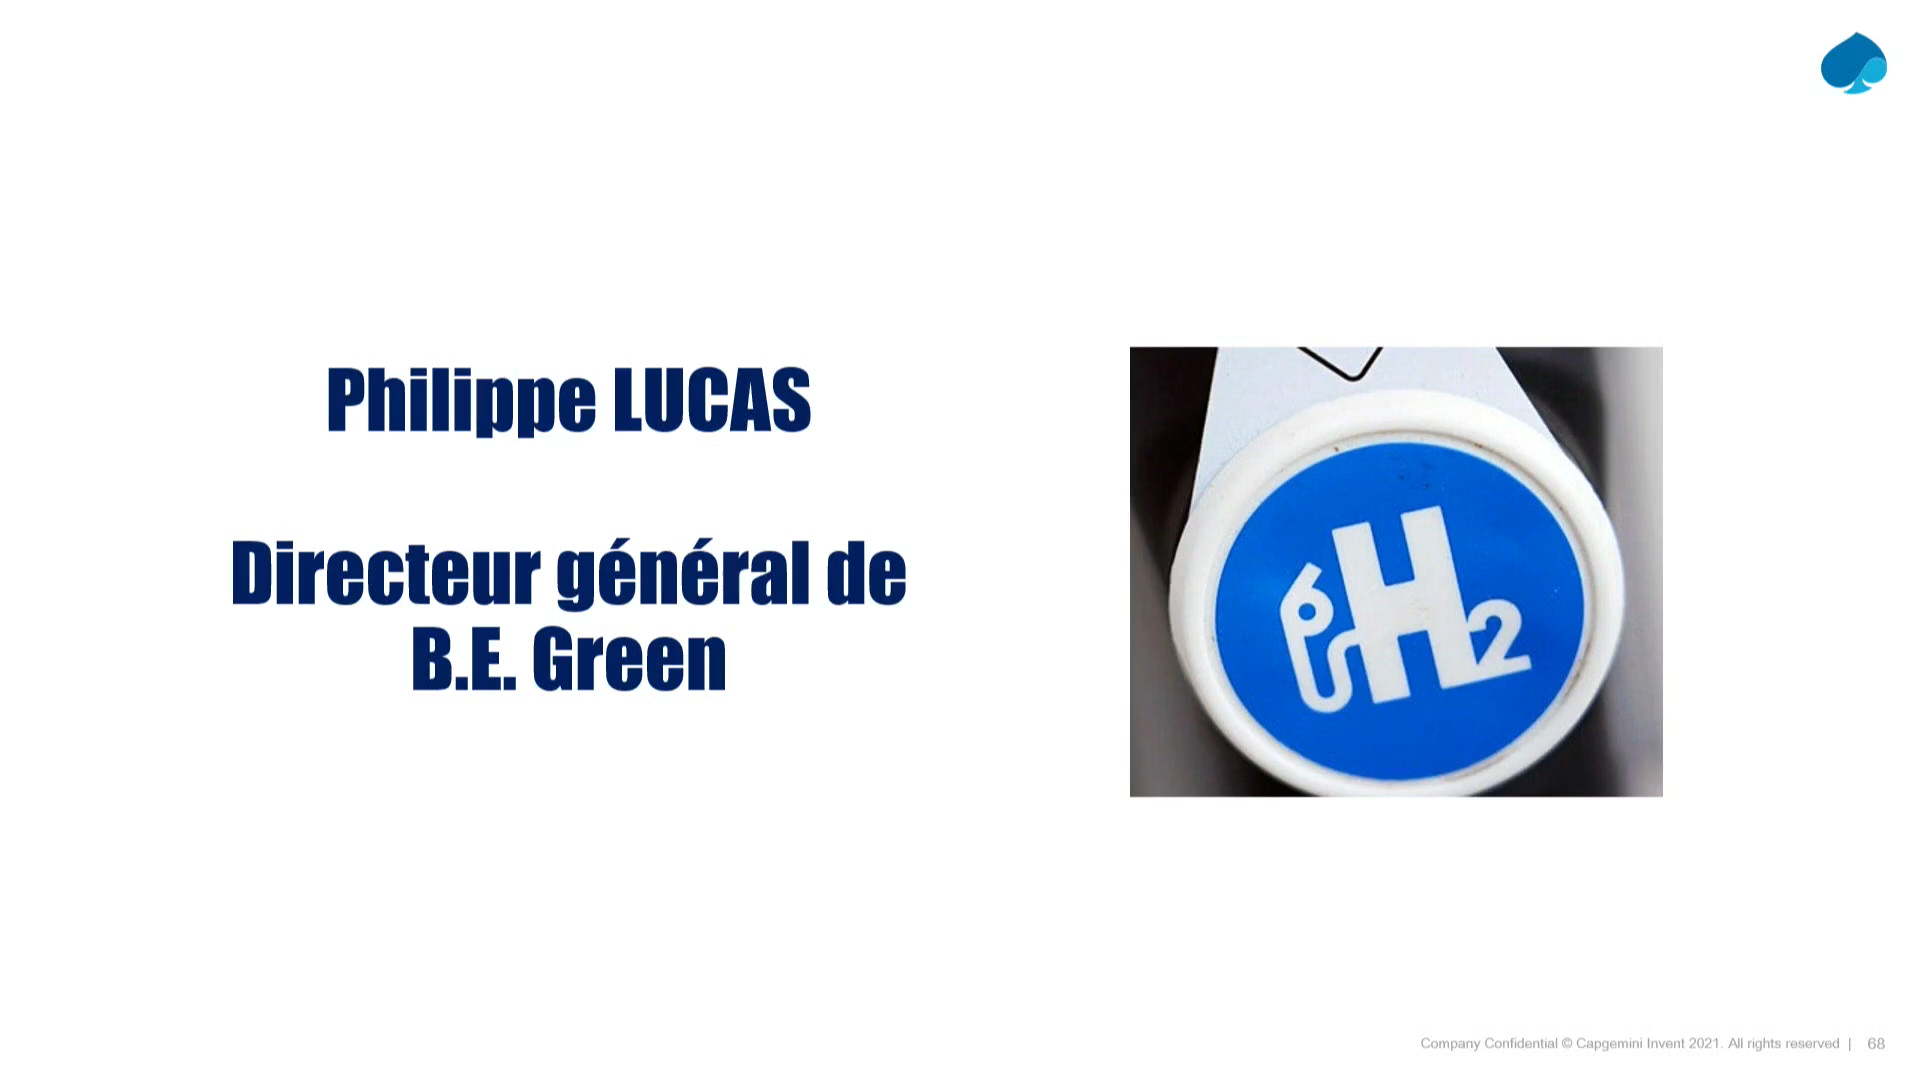 Philippe LUCAS
Directeur général de
B.E. Green
H2
Company Confidential © Capgemini Invent 2021. All rights reserved | 68